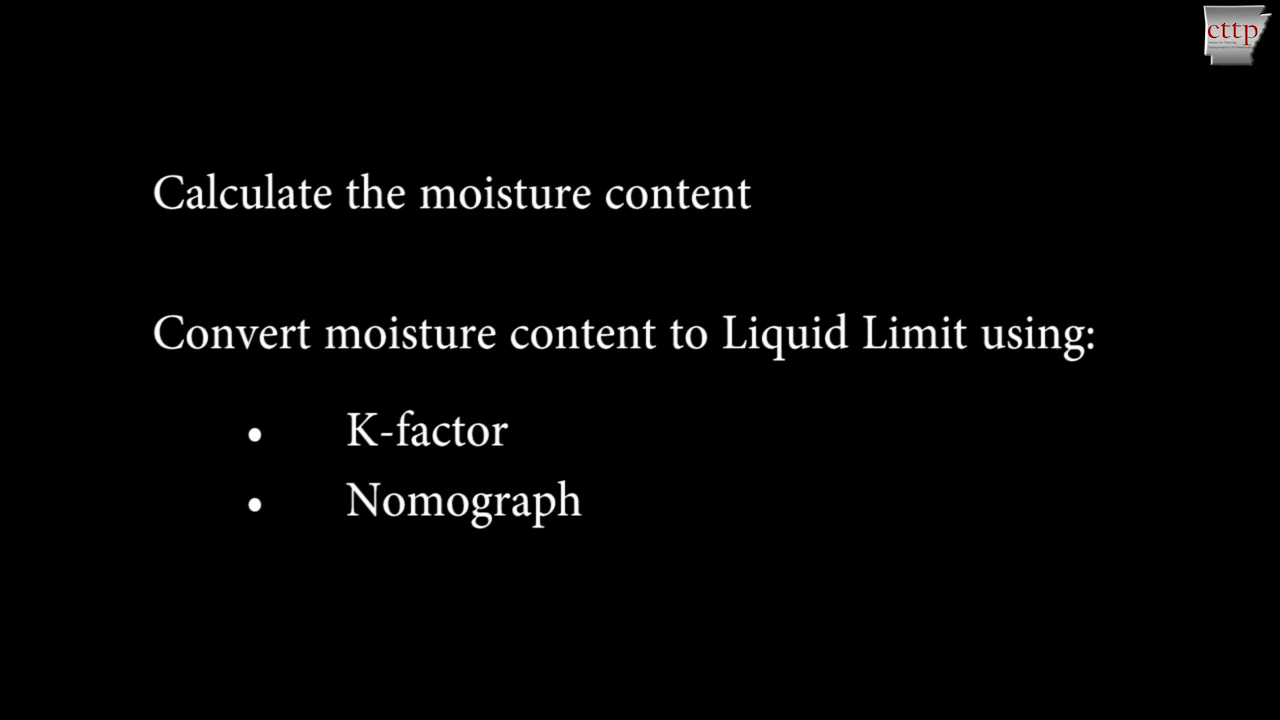 cttp
Calculate the moisture content
Convert moisture content to Liquid Limit using:
• K-factor
• Nomograph